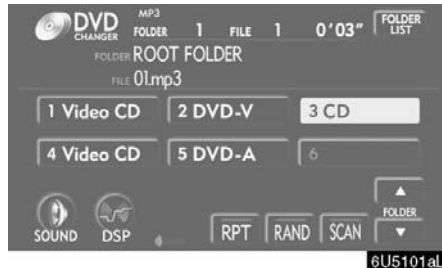 DVD CHANGER MP3 FOLDER 1 FILE 1 0'03" FOLDER LIST
FOLDER ROOT FOLDER
FILE 01.mp3
1 Video CD 2 DVD-V 3 CD
4 Video CD 5 DVD-A 6
SOUND DSP RPT RAND SCAN FOLDER
6U5101aL